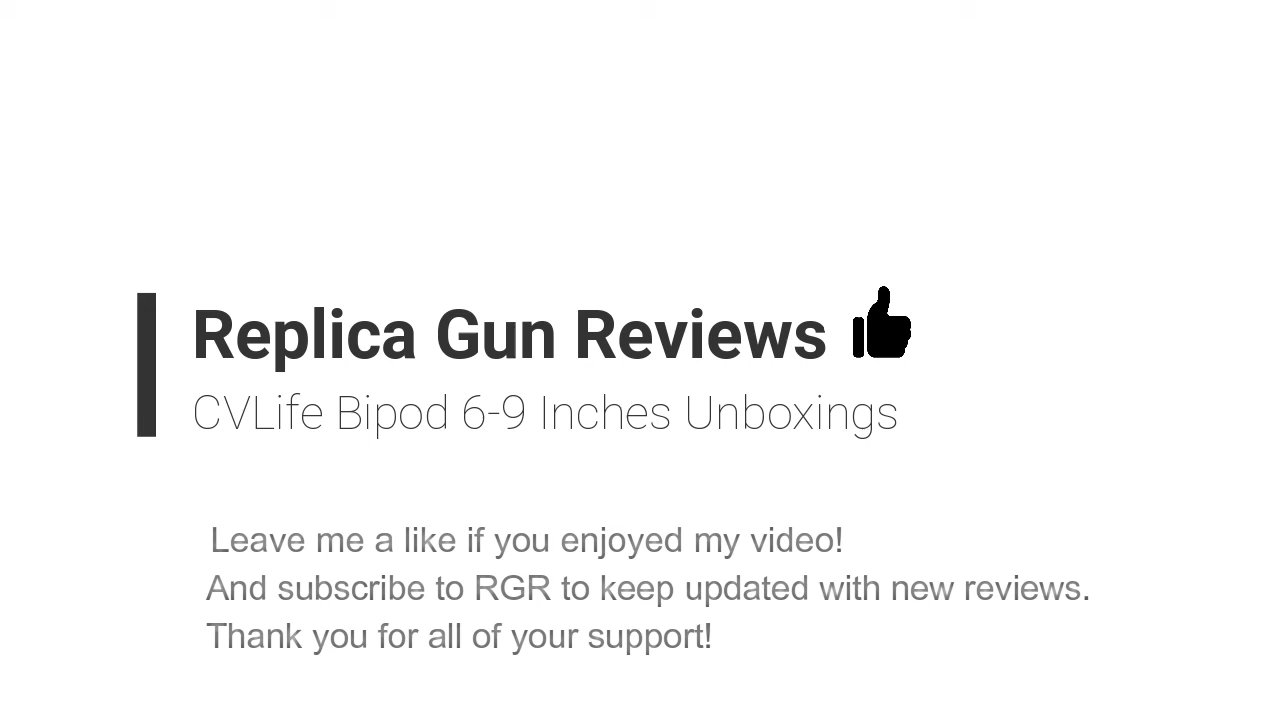 Replica Gun Reviews
CVLife Bipod 6-9 Inches Unboxings
Leave me a like if you enjoyed my video!
And subscribe to RGR to keep updated with new reviews.
Thank you for all of your support!